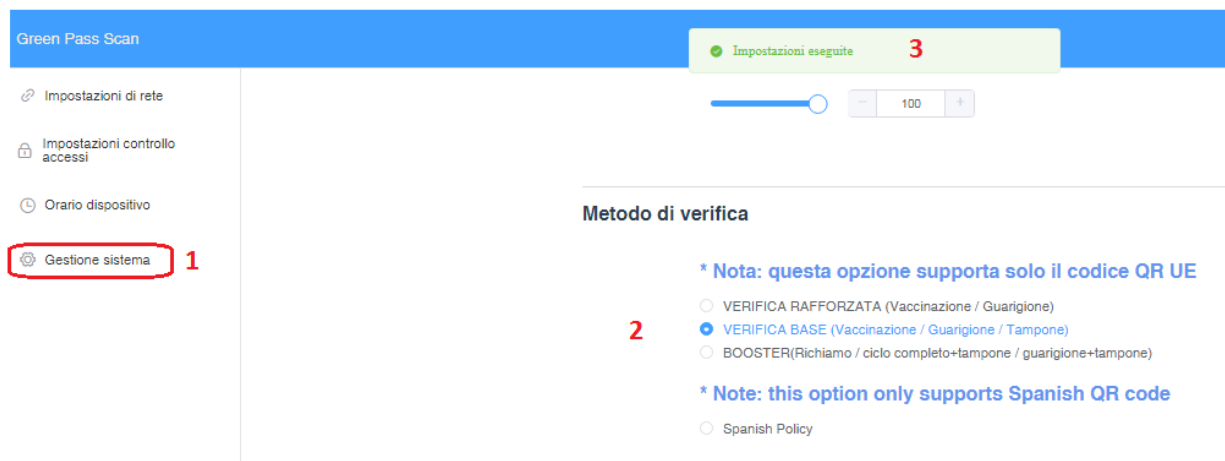 Green Pass Scan
Impostazioni eseguite
3
Impostazioni di rete
100
Impostazioni controllo
accessi
Orario dispositivo
Gestione sistema
1
Metodo di verifica
* Nota: questa opzione supporta solo il codice QR UE
VERIFICA RAFFORZATA (Vaccinazione / Guarigione)
2
VERIFICA BASE (Vaccinazione / Guarigione / Tampone)
BOOSTER(Richiamo / ciclo completo+tampone / guarigione+tampone)
* Note: this option only supports Spanish QR code
Spanish Policy